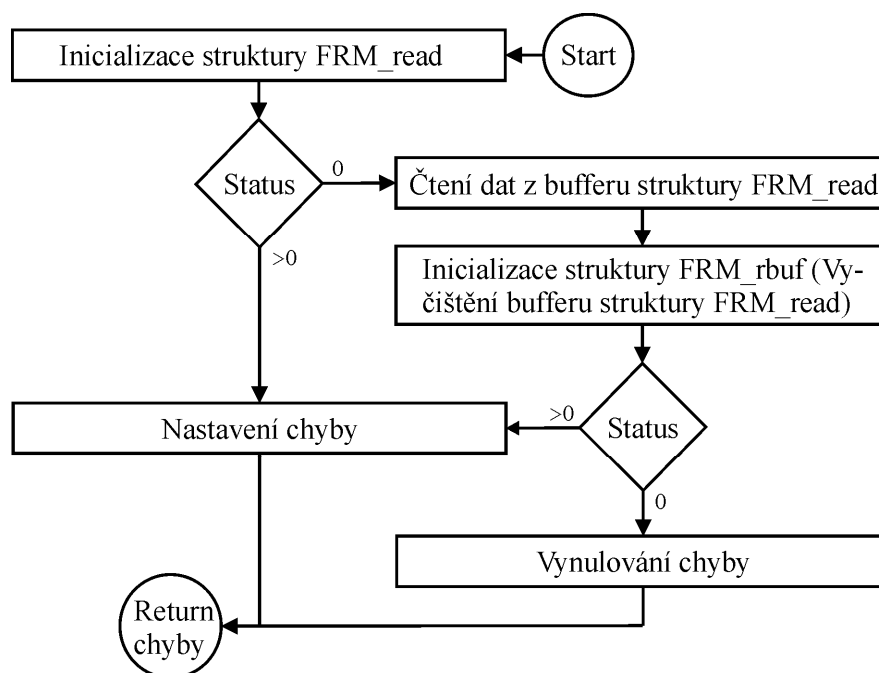 Inicializace struktury FRM_read
Start
Status
0
>0
Čtení dat z bufferu struktury FRM_read
Inicializace struktury FRM_rbuf (Vy-
čištění bufferu struktury FRM_read)
Status
>0
0
Nastavení chyby
Vynulování chyby
Return
chyby